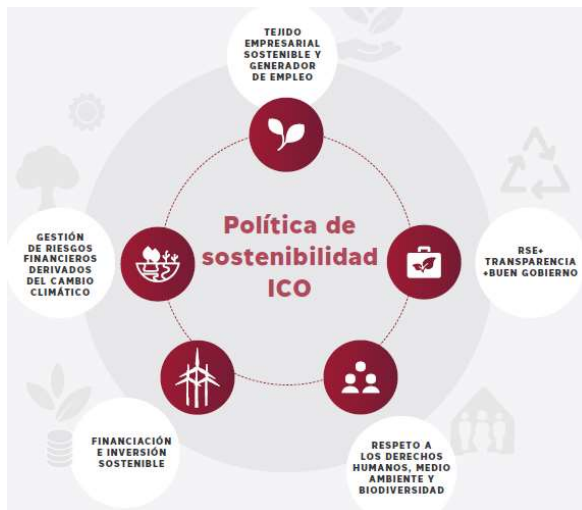 TEJIDO
EMPRESARIAL
SOSTENIBLE Y
GENERADOR
DE EMPLEO
Política de
sostenibilidad
ICO
GESTIÓN
DE RIESGOS
FINANCIEROS
DERIVADOS
DEL CAMBIO
CLIMÁTICO
RSE+
TRANSPARENCIA
+BUEN GOBIERNO
FINANCIACIÓN
E INVERSIÓN
SOSTENIBLE
RESPETO A
LOS DERECHOS
HUMANOS, MEDIO
AMBIENTE Y
BIODIVERSIDAD